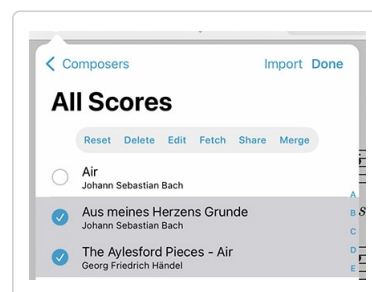 Composers Import Done
All Scores
Reset Delete Edit Fetch Share Merge
Air
Johann Sebastian Bach
A
Aus meines Herzens Grunde
B
Johann Sebastian Bach
C
The Aylesford Pieces - Air
D
Georg Friedrich Händel
E